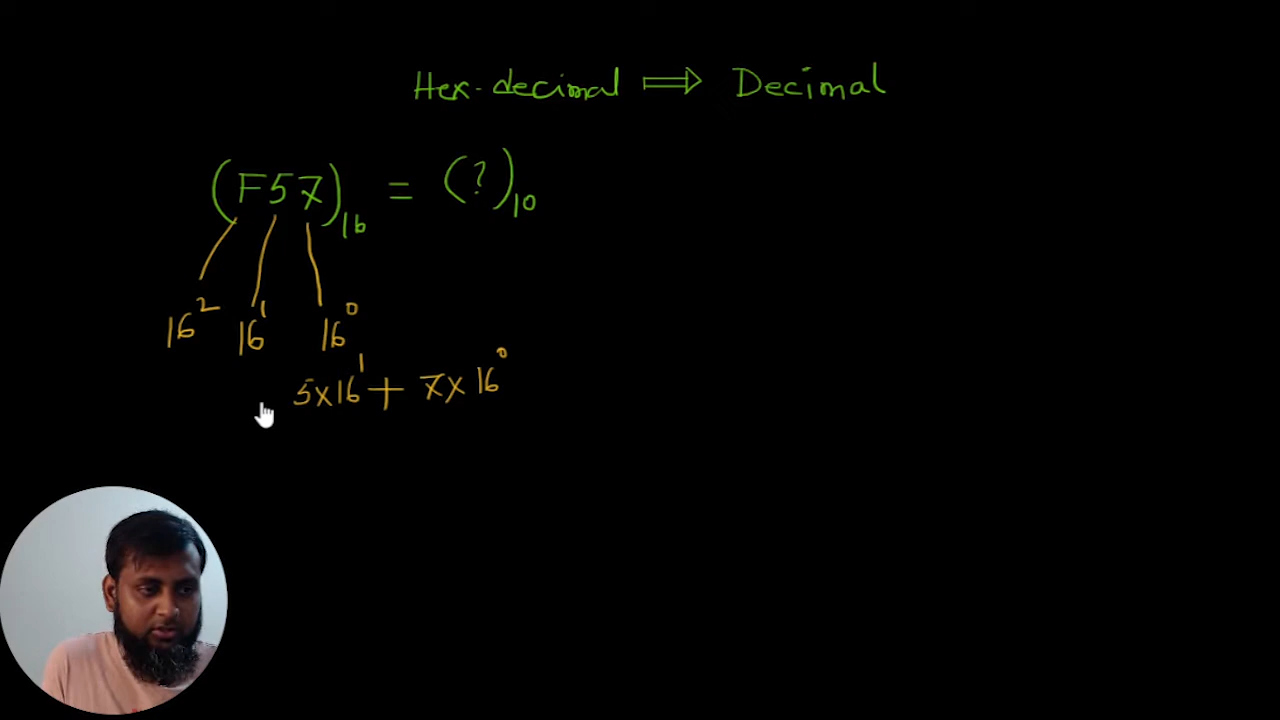 Hex-decimal ⇒ Decimal
(F57)₁₆ = (?)₁₀
16² 16¹ 16⁰
5×16¹ + 7×16⁰